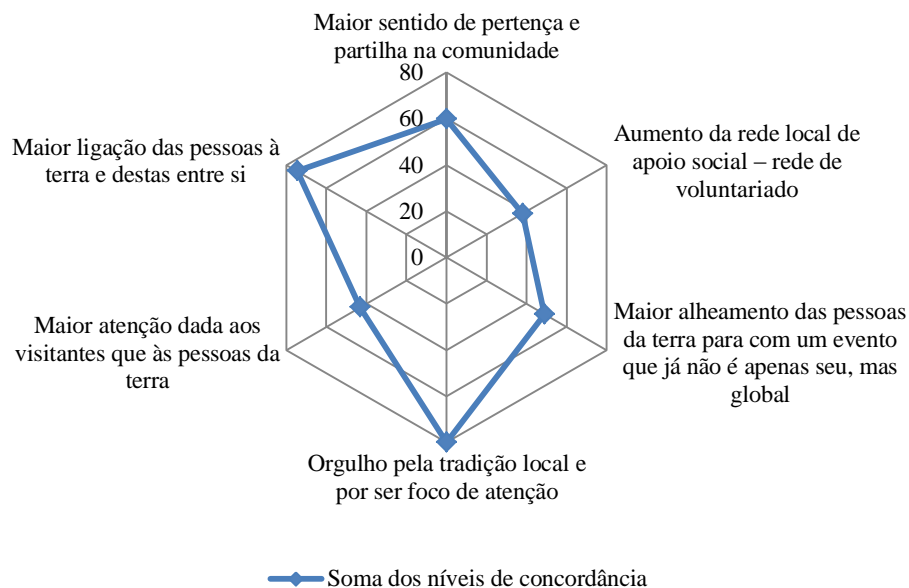 Maior sentido de pertença e
partilha na comunidade
80
60
40
20
0
Aumento da rede local de
apoio social – rede de
voluntariado
Maior alheamento das pessoas
da terra para com um evento
que já não é apenas seu, mas
global
Orgulho pela tradição local e
por ser foco de atenção
Maior atenção dada aos
visitantes que às pessoas da
terra
Maior ligação das pessoas à
terra e destas entre si
Soma dos níveis de concordância